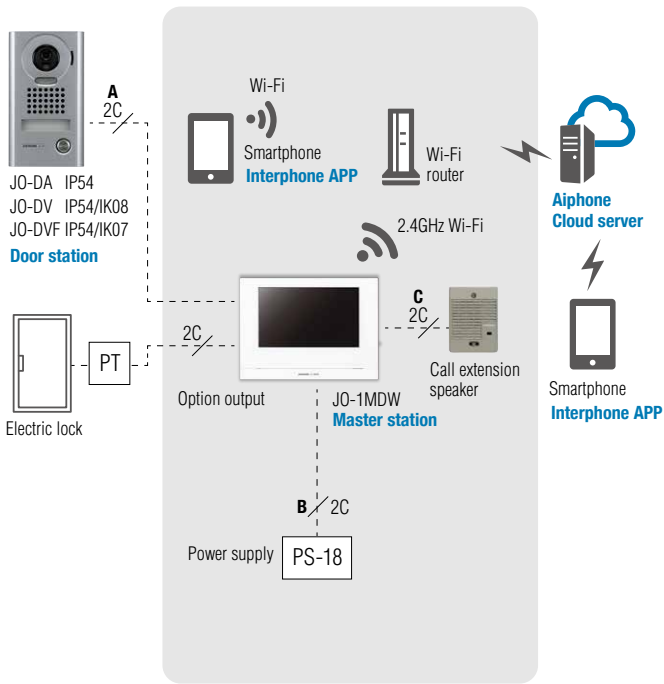 A
2C
JO-DA IP54
JO-DV IP54/IK08
JO-DVF IP54/IK07
Door station
Wi-Fi
Smartphone
Interphone APP
Wi-Fi
router
Aiphone
Cloud server
2.4GHz Wi-Fi
Smartphone
Interphone APP
2C
PT
Electric lock
Option output
JO-1MDW
Master station
C
2C
Call extension
speaker
B 2C
Power supply
PS-18